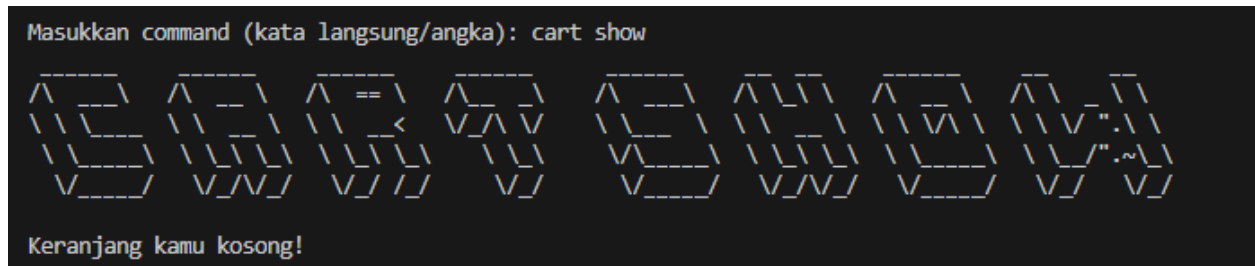 Masukkan command (kata langsung/angka): cart show
CART SHOW
Keranjang kamu kosong!